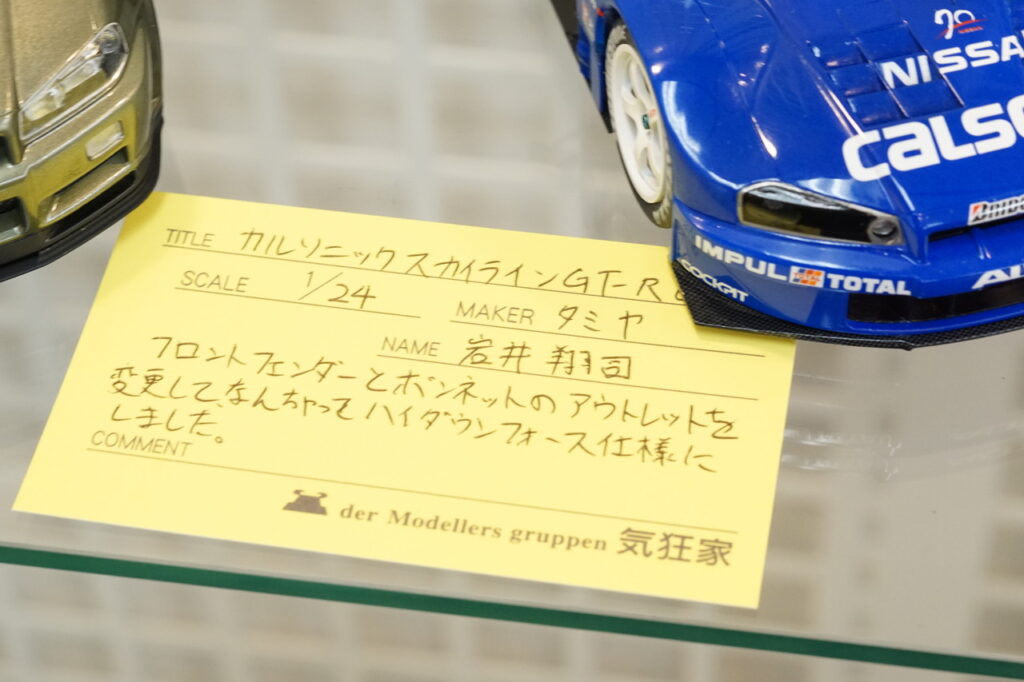 NISSA
CALSO
BRIDG
IMPUL TOTAL
COCKPIT
TITLE カルソニックスカイラインGT-R
SCALE 1/24
MAKER タミヤ
NAME 岩井翔司
フロントフェンダーとボンネットのアウトレットを
変更してなんちゃってハイダウンフォース仕様に
しました。
COMMENT
der Modellers gruppen 気狂家